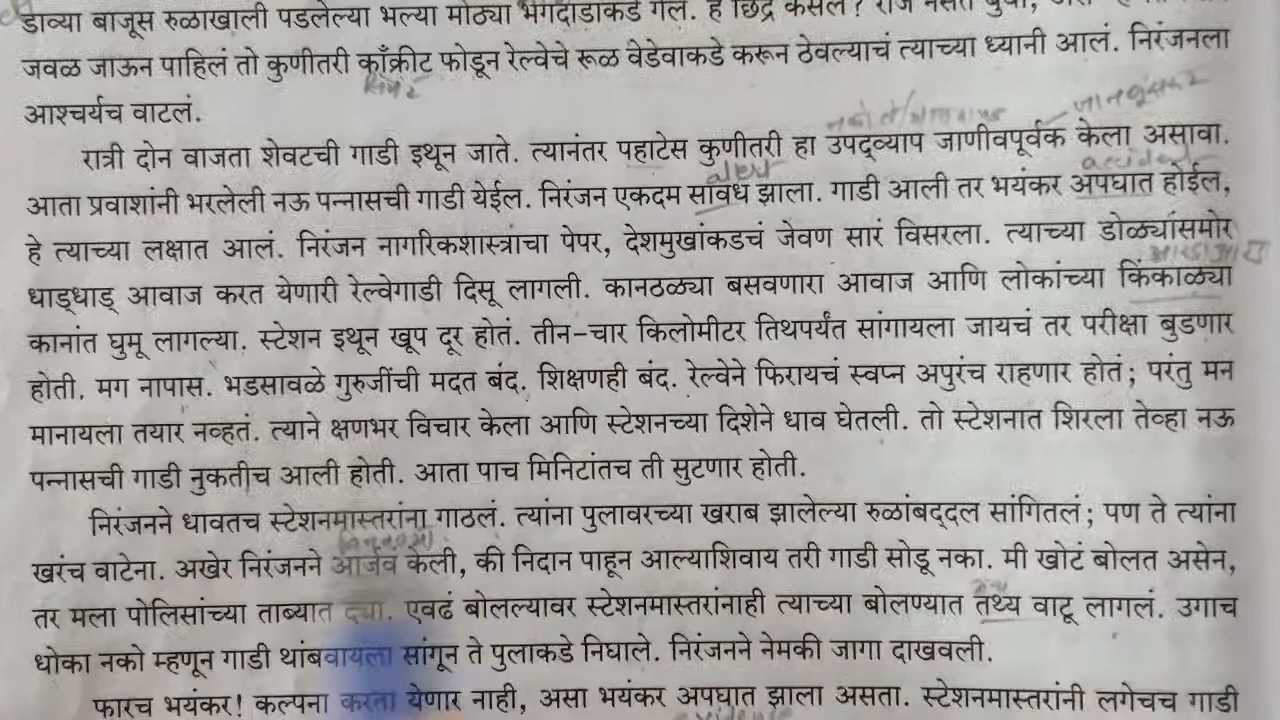 डाव्या बाजूस रुळाखाली पडलेल्या भल्या मोठ्या भगदाडाकडे गेलं. हे छिद्र कसलं? रोज नसतं बुवा,
जवळ जाऊन पाहिलं तो कुणीतरी काँक्रीट फोडून रेल्वेचे रूळ वेडेवाकडे करून ठेवल्याचं त्याच्या ध्यानी आलं. निरंजनला
आश्चर्यच वाटलं.
जानबूझकर
रात्री दोन वाजता शेवटची गाडी इथून जाते. त्यानंतर पहाटेस कुणीतरी हा उपद्व्याप जाणीवपूर्वक केला असावा.
alert accident
आता प्रवाशांनी भरलेली नऊ पन्नासची गाडी येईल. निरंजन एकदम सावध झाला. गाडी आली तर भयंकर अपघात होईल,
हे त्याच्या लक्षात आलं. निरंजन नागरिकशास्त्राचा पेपर, देशमुखांकडचं जेवण सारं विसरला. त्याच्या डोळ्यांसमोर
धाड्धाड् आवाज करत येणारी रेल्वेगाडी दिसू लागली. कानठळ्या बसवणारा आवाज आणि लोकांच्या किंकाळ्या
कानांत घुमू लागल्या. स्टेशन इथून खूप दूर होतं. तीन-चार किलोमीटर तिथपर्यंत सांगायला जायचं तर परीक्षा बुडणार
होती. मग नापास. भडसावळे गुरुजींची मदत बंद. शिक्षणही बंद. रेल्वेने फिरायचं स्वप्न अपुरंच राहणार होतं; परंतु मन
मानायला तयार नव्हतं. त्याने क्षणभर विचार केला आणि स्टेशनच्या दिशेने धाव घेतली. तो स्टेशनात शिरला तेव्हा नऊ
पन्नासची गाडी नुकतीच आली होती. आता पाच मिनिटांतच ती सुटणार होती.
निरंजनने धावतच स्टेशनमास्तरांना गाठलं. त्यांना पुलावरच्या खराब झालेल्या रुळांबद्दल सांगितलं; पण ते त्यांना
खरंच वाटेना. अखेर निरंजनने आर्जव केली, की निदान पाहून आल्याशिवाय तरी गाडी सोडू नका. मी खोटं बोलत असेन,
तर मला पोलिसांच्या ताब्यात द्या. एवढं बोलल्यावर स्टेशनमास्तरांनाही त्याच्या बोलण्यात तथ्य वाटू लागलं. उगाच
धोका नको म्हणून गाडी थांबवायला सांगून ते पुलाकडे निघाले. निरंजनने नेमकी जागा दाखवली.
फारच भयंकर! कल्पना करता येणार नाही, असा भयंकर अपघात झाला असता. स्टेशनमास्तरांनी लगेचच गाडी